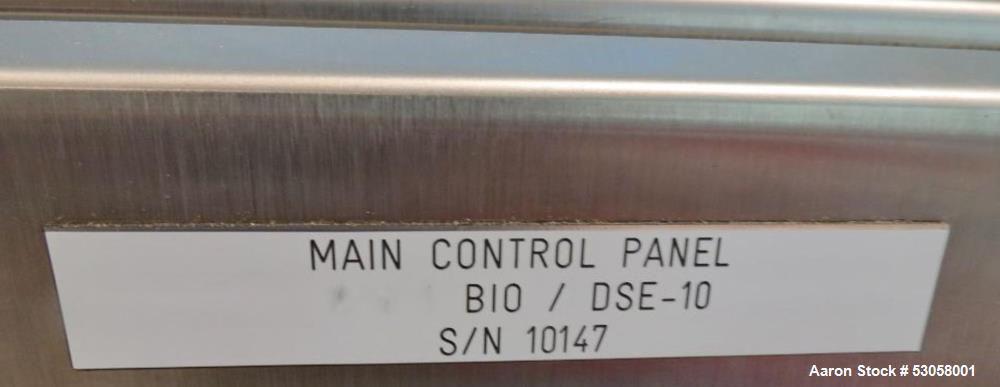 MAIN CONTROL PANEL
BIO / DSE-10
S/N 10147
Aaron Stock # 53058001